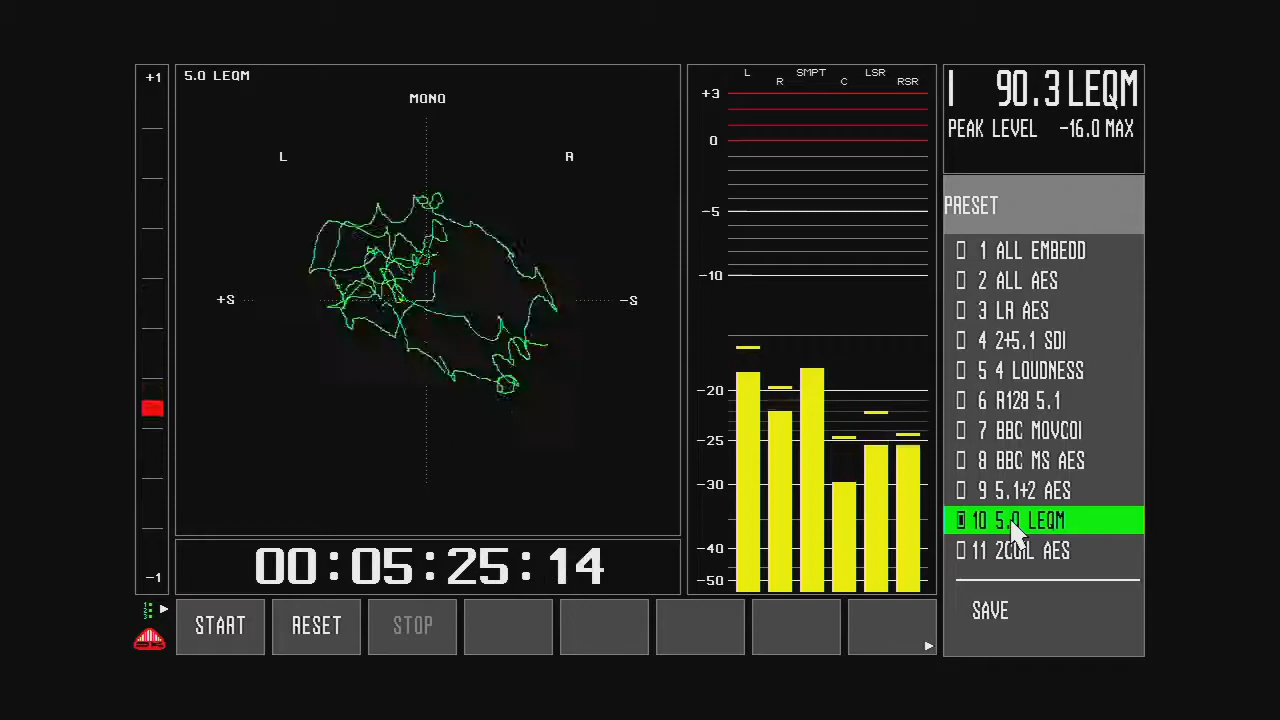 +1
-1
5.0 LEQM
MONO
L
R
+S
-S
00:05:25:14
L
R
SMPT
C
LSR
RSR
+3
0
-5
-10
-20
-25
-30
-40
-50
90.3 LEQM
PEAK LEVEL -16.0 MAX
PRESET
1 ALL EMBEDD
2 ALL AES
3 LR AES
4 2+5.1 SDI
5 4 LOUDNESS
6 R128 5.1
7 BBC MOVCOI
8 BBC MS AES
9 5.1+2 AES
10 5.0 LEQM
11 AES
SAVE
START
RESET
STOP